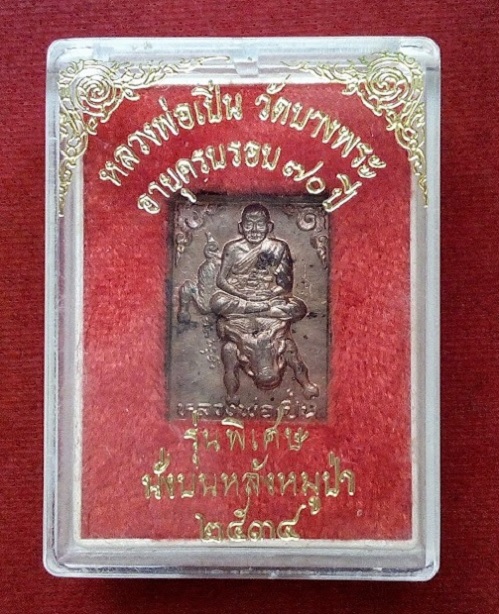 หลวงพ่อเปิ่น วัดบางพระ
อายุครบรอบ ๗๐ ปี
หลวงพ่อเปิ่น
รุ่นพิเศษ
นั่งบนหลังหมูป่า
๒๕๓๔